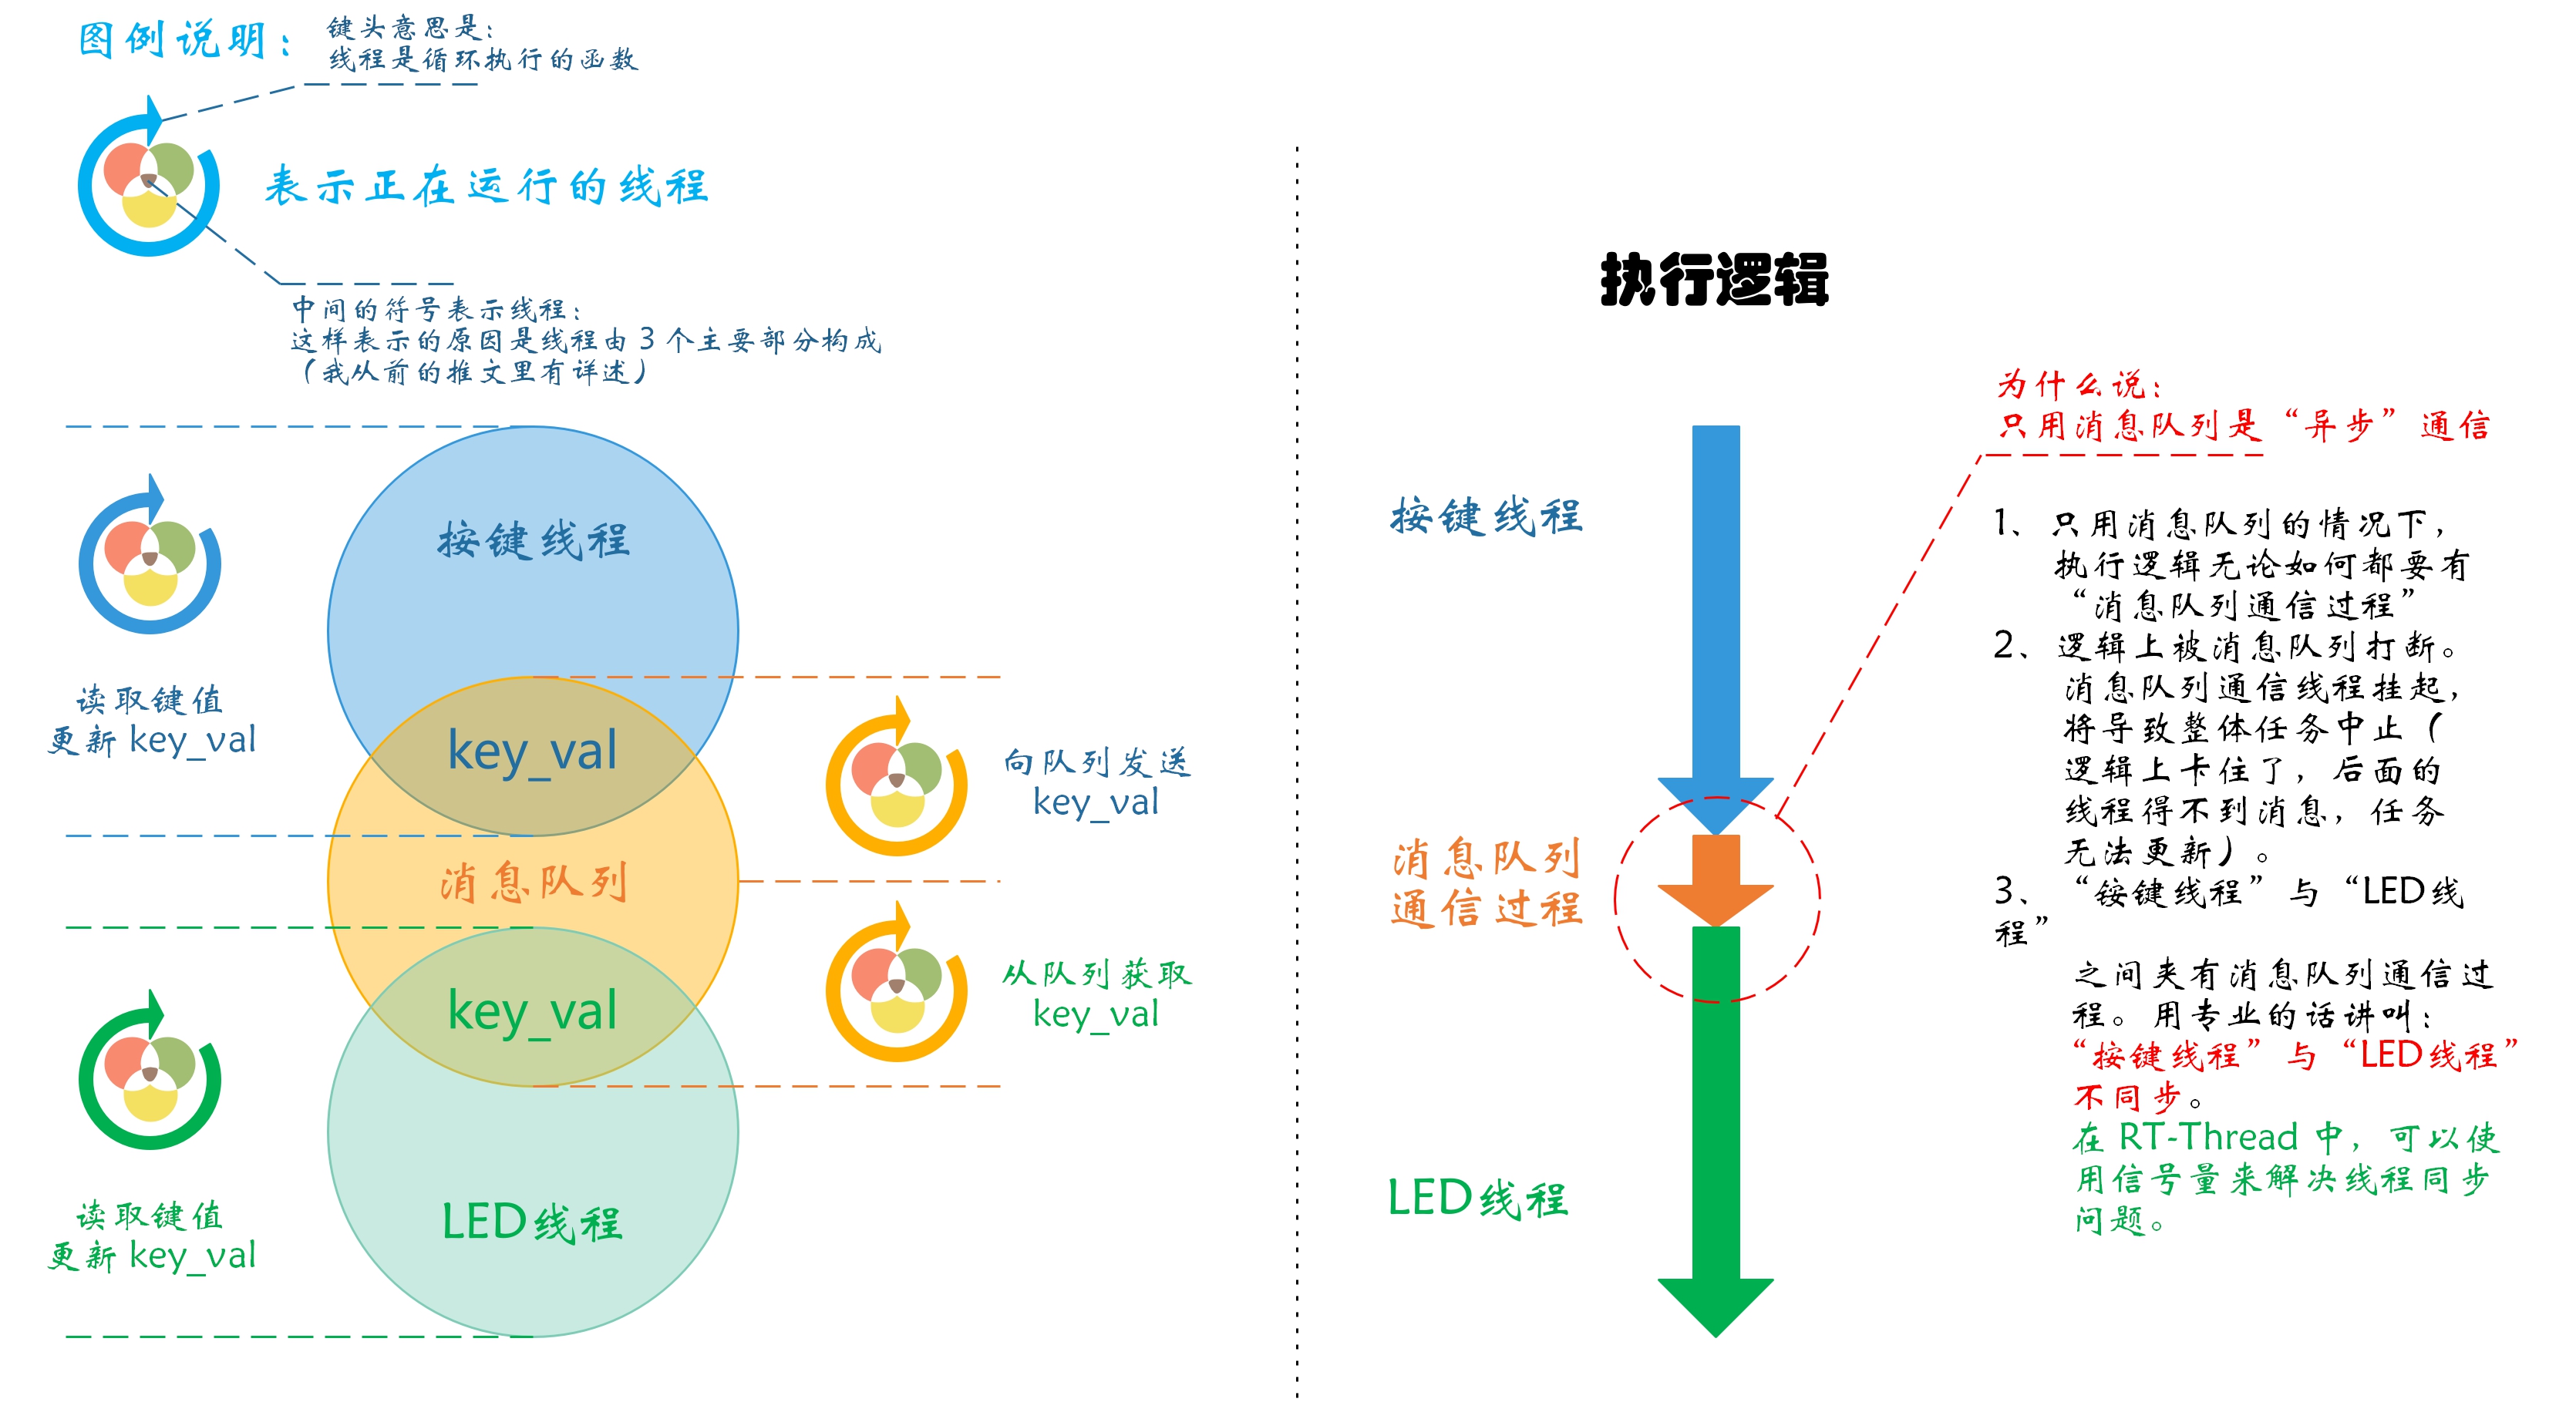 图例说明：
键头意思是：
线程是循环执行的函数
表示正在运行的线程
中间的符号表示线程：
这样表示的原因是线程由 3 个主要部分构成
（我从前的推文里有详述）
按键线程
读取键值
更新 key_val
key_val
向队列发送
key_val
消息队列
从队列获取
key_val
key_val
LED线程
读取键值
更新 key_val
执行逻辑
按键线程
消息队列
通信过程
LED线程
为什么说：
只用消息队列是“异步”通信
1、只用消息队列的情况下，
执行逻辑无论如何都要有
“消息队列通信过程”
2、逻辑上被消息队列打断。
消息队列通信线程挂起，
将导致整体任务中止（
逻辑上卡住了，后面的
线程得不到消息，任务
无法更新）。
3、“铵键线程”与“LED线
程”
之间夹有消息队列通信过
程。用专业的话讲叫：
“按键线程”与“LED线程”
不同步。
在 RT-Thread 中，可以使
用信号量来解决线程同步
问题。